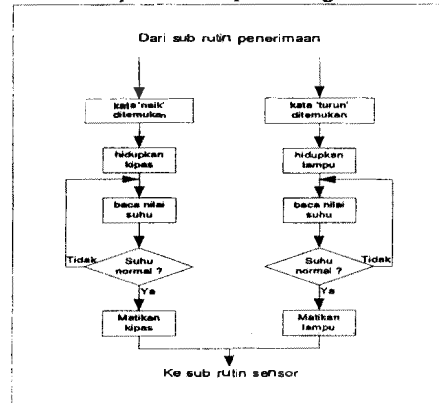 Dari sub rutin penerimaan
kata 'naik'
ditemukan
hidupkan
kipas
baca nilai
suhu
Tidak
Suhu
normal ?
Ya
Matikan
kipas
kata 'turun'
ditemukan
hidupkan
lampu
baca nilai
suhu
Suhu
normal ?
Tidak
Ya
Matikan
lampu
Ke sub rutin sensor